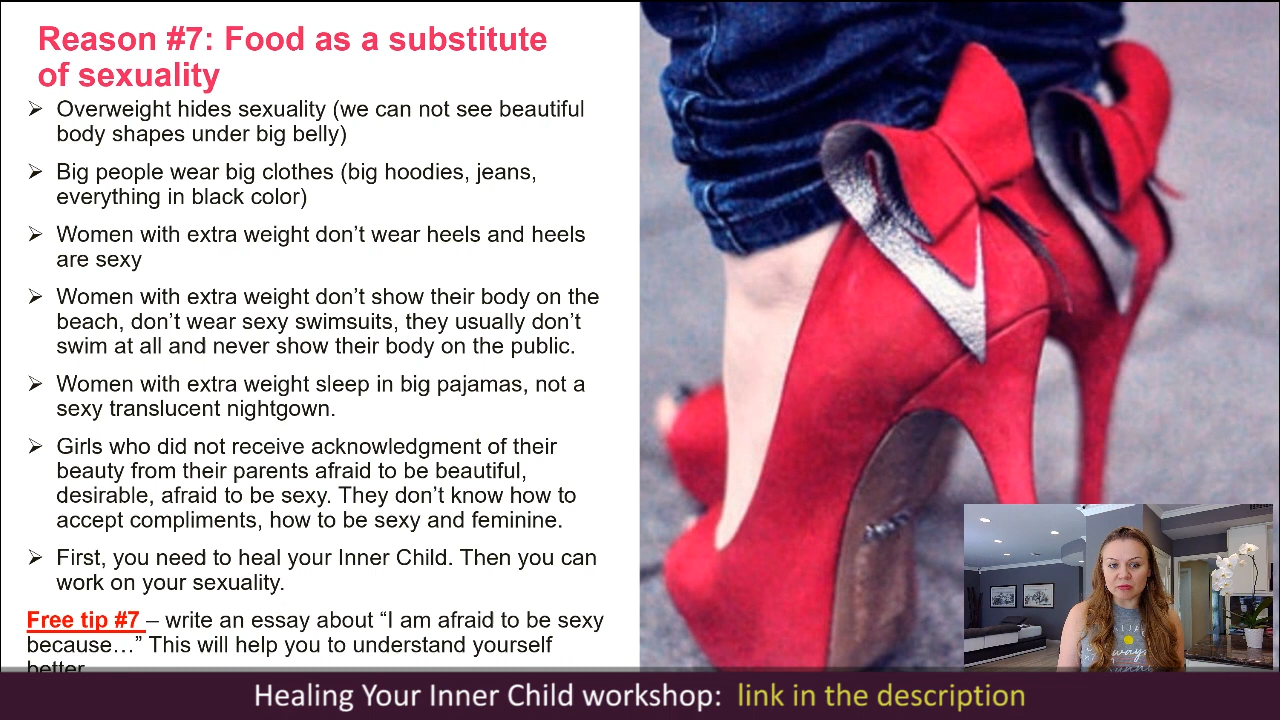 Reason #7: Food as a substitute
of sexuality
➢ Overweight hides sexuality (we can not see beautiful
body shapes under big belly)
➢ Big people wear big clothes (big hoodies, jeans,
everything in black color)
➢ Women with extra weight don’t wear heels and heels
are sexy
➢ Women with extra weight don’t show their body on the
beach, don’t wear sexy swimsuits, they usually don’t
swim at all and never show their body on the public.
➢ Women with extra weight sleep in big pajamas, not a
sexy translucent nightgown.
➢ Girls who did not receive acknowledgment of their
beauty from their parents afraid to be beautiful,
desirable, afraid to be sexy. They don’t know how to
accept compliments, how to be sexy and feminine.
➢ First, you need to heal your Inner Child. Then you can
work on your sexuality.
Free tip #7 – write an essay about “I am afraid to be sexy
because…” This will help you to understand yourself
better
Healing Your Inner Child workshop: link in the description